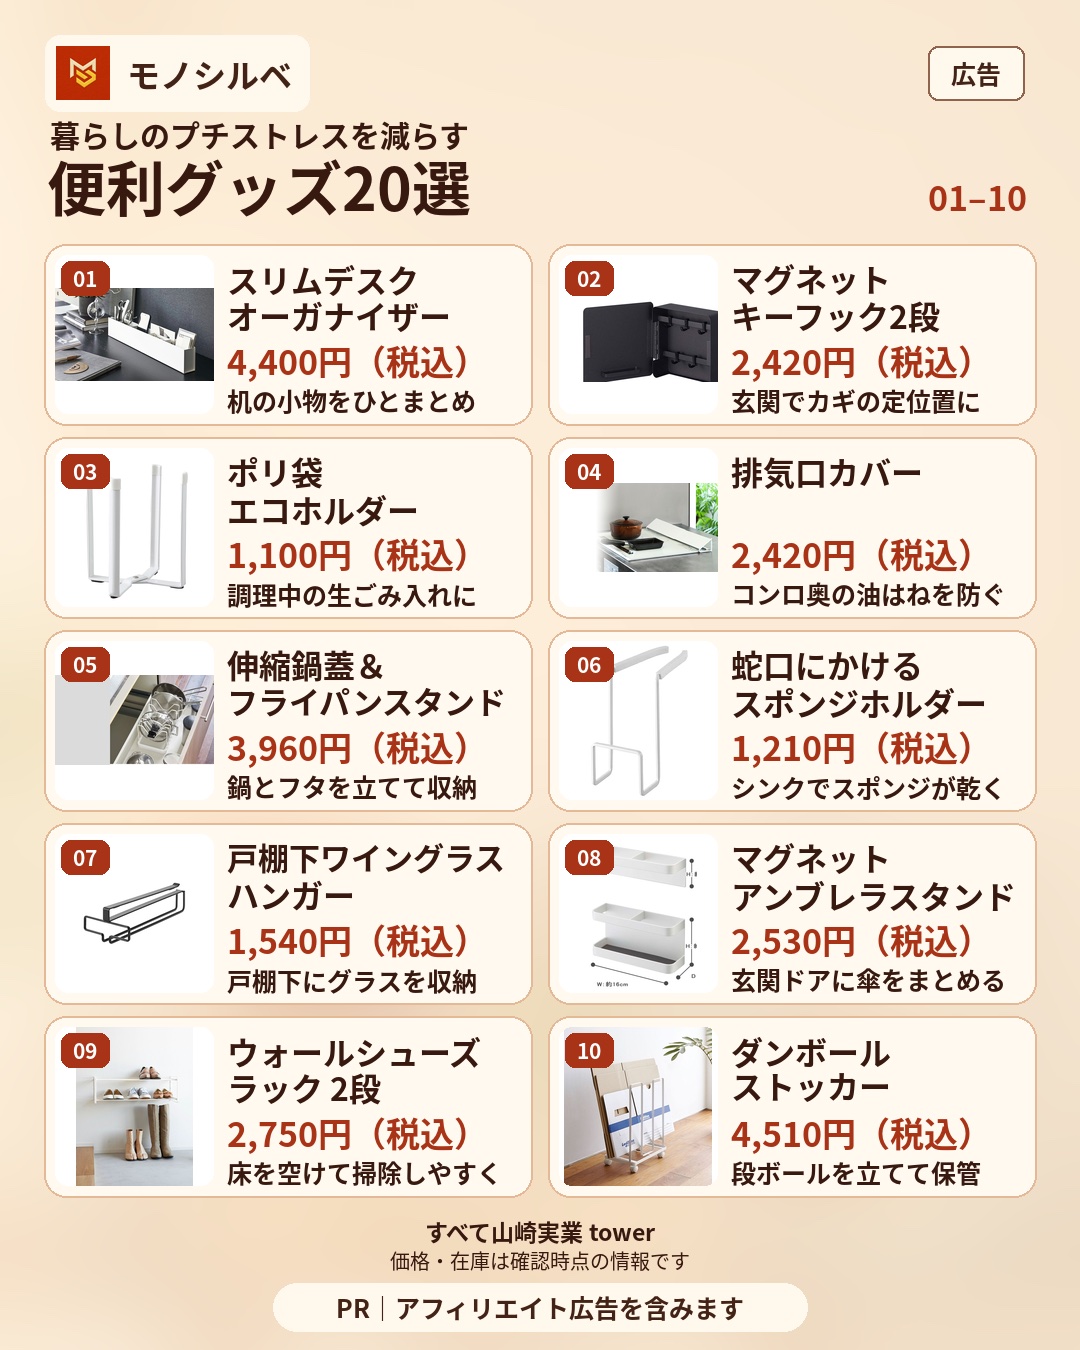 モノシルベ
広告
暮らしのプチストレスを減らす
便利グッズ20選
01–10
01
スリムデスク
オーガナイザー
4,400円（税込）
机の小物をひとまとめ
02
マグネット
キーフック2段
2,420円（税込）
玄関でカギの定位置に
03
ポリ袋
エコホルダー
1,100円（税込）
調理中の生ごみ入れに
04
排気口カバー
2,420円（税込）
コンロ奥の油はねを防ぐ
05
伸縮鍋蓋＆
フライパンスタンド
3,960円（税込）
鍋とフタを立てて収納
06
蛇口にかける
スポンジホルダー
1,210円（税込）
シンクでスポンジが乾く
07
戸棚下ワイングラス
ハンガー
1,540円（税込）
戸棚下にグラスを収納
08
W: 約16cm
D
マグネット
アンブレラスタンド
2,530円（税込）
玄関ドアに傘をまとめる
09
ウォールシューズ
ラック 2段
2,750円（税込）
床を空けて掃除しやすく
10
ダンボール
ストッカー
4,510円（税込）
段ボールを立てて保管
すべて山崎実業 tower
価格・在庫は確認時点の情報です
PR｜アフィリエイト広告を含みます